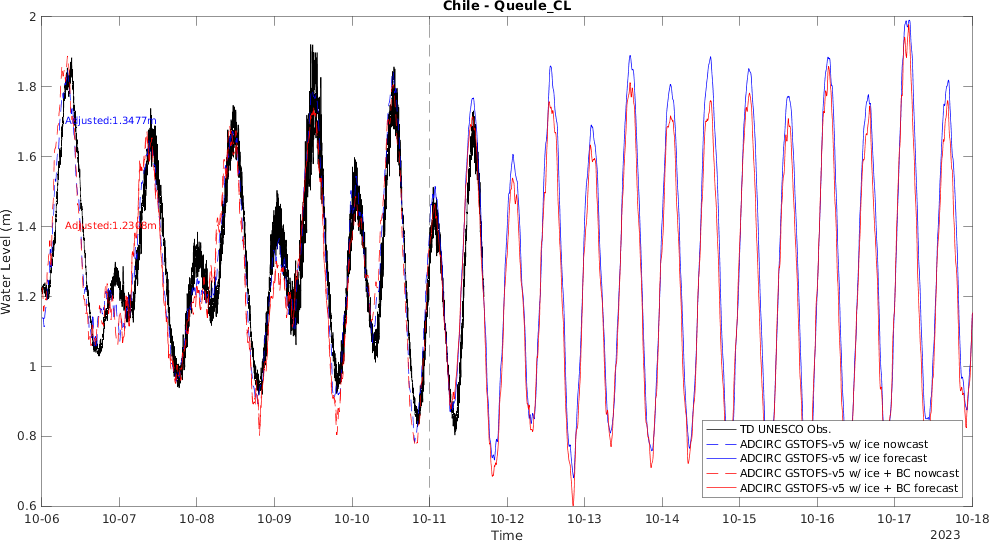 Chile - Queule_CL
Water Level (m)
2
1.8
1.6
1.4
1.2
1
0.8
0.6
Adjusted:1.3477m
Adjusted:1.2308m
TD UNESCO Obs.
ADCIRC GSTOFS-v5 w/ ice nowcast
ADCIRC GSTOFS-v5 w/ ice forecast
ADCIRC GSTOFS-v5 w/ ice + BC nowcast
ADCIRC GSTOFS-v5 w/ ice + BC forecast
10-06 10-07 10-08 10-09 10-10 10-11 10-12 10-13 10-14 10-15 10-16 10-17 10-18
Time
2023